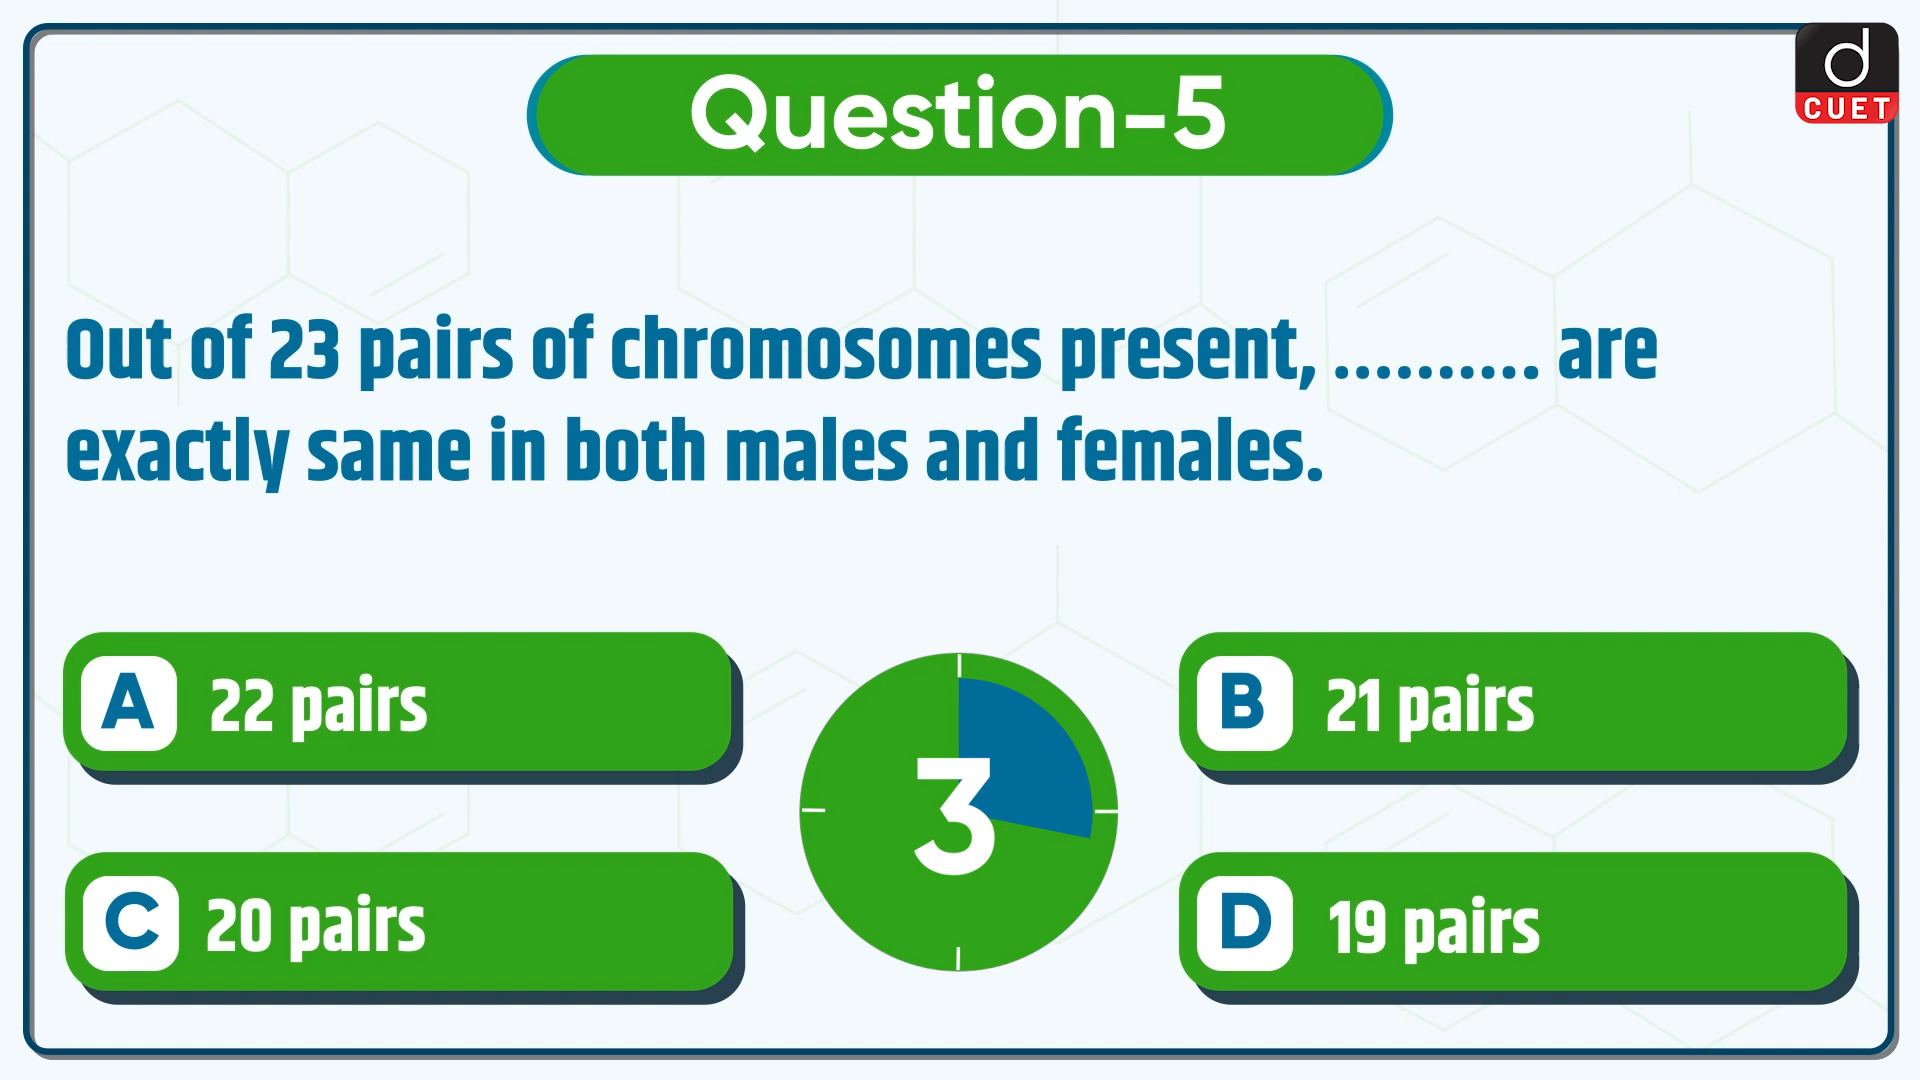 d
CUET
Question-5
Out of 23 pairs of chromosomes present, .......... are
exactly same in both males and females.
A 22 pairs
B 21 pairs
3
C 20 pairs
D 19 pairs